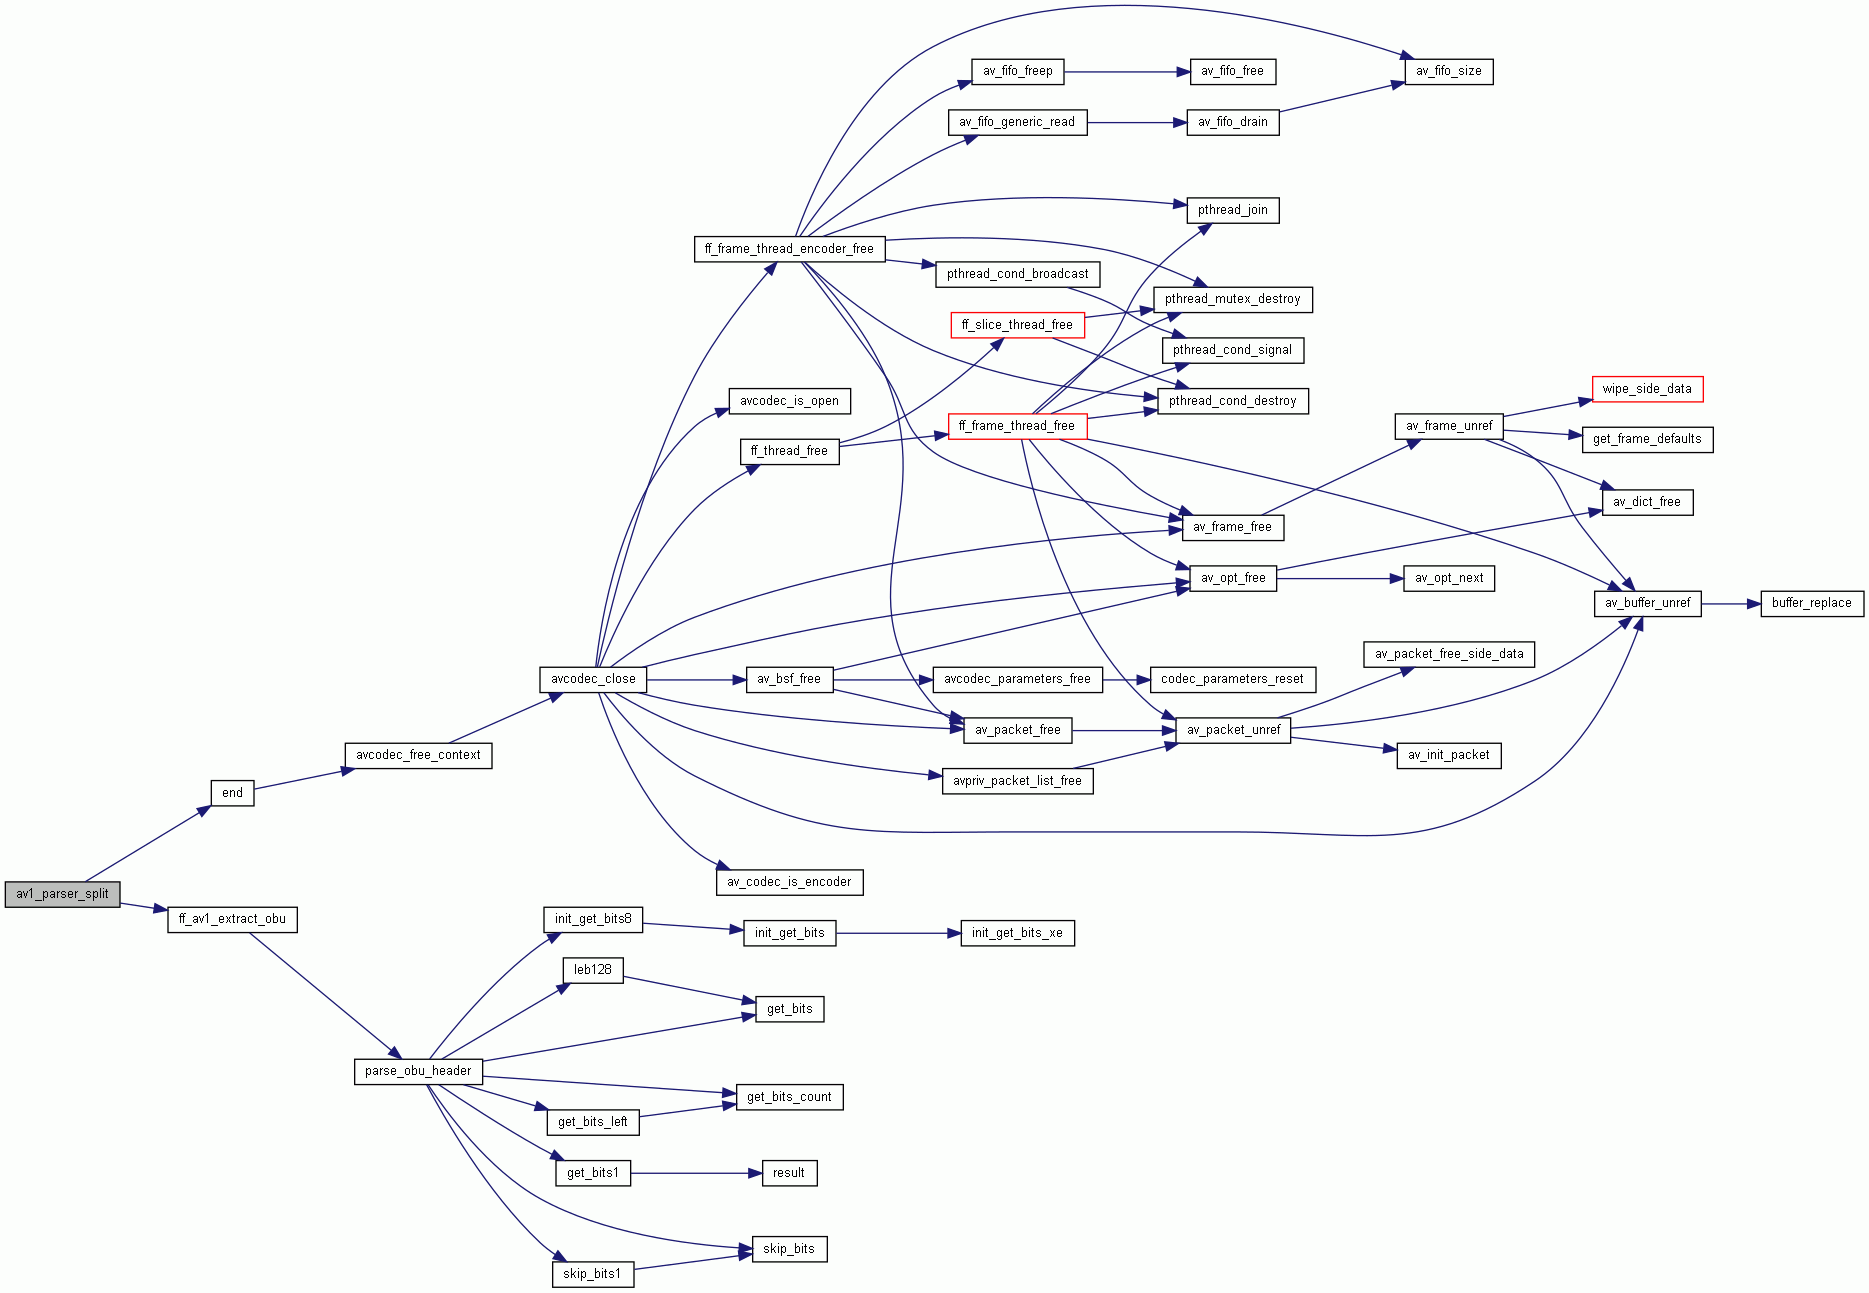 av_fifo_freep
av_fifo_free
av_fifo_size
av_fifo_generic_read
av_fifo_drain
pthread_join
ff_frame_thread_encoder_free
pthread_cond_broadcast
pthread_mutex_destroy
ff_slice_thread_free
pthread_cond_signal
avcodec_is_open
pthread_cond_destroy
wipe_side_data
ff_thread_free
ff_frame_thread_free
av_frame_unref
get_frame_defaults
av_dict_free
av_frame_free
av_opt_free
av_opt_next
av_buffer_unref
buffer_replace
av_packet_free_side_data
avcodec_close
av_bsf_free
avcodec_parameters_free
codec_parameters_reset
av_packet_free
av_packet_unref
avcodec_free_context
av_init_packet
avpriv_packet_list_free
end
av_codec_is_encoder
av1_parser_split
ff_av1_extract_obu
init_get_bits8
init_get_bits
init_get_bits_xe
leb128
get_bits
parse_obu_header
get_bits_count
get_bits_left
get_bits1
result
skip_bits
skip_bits1